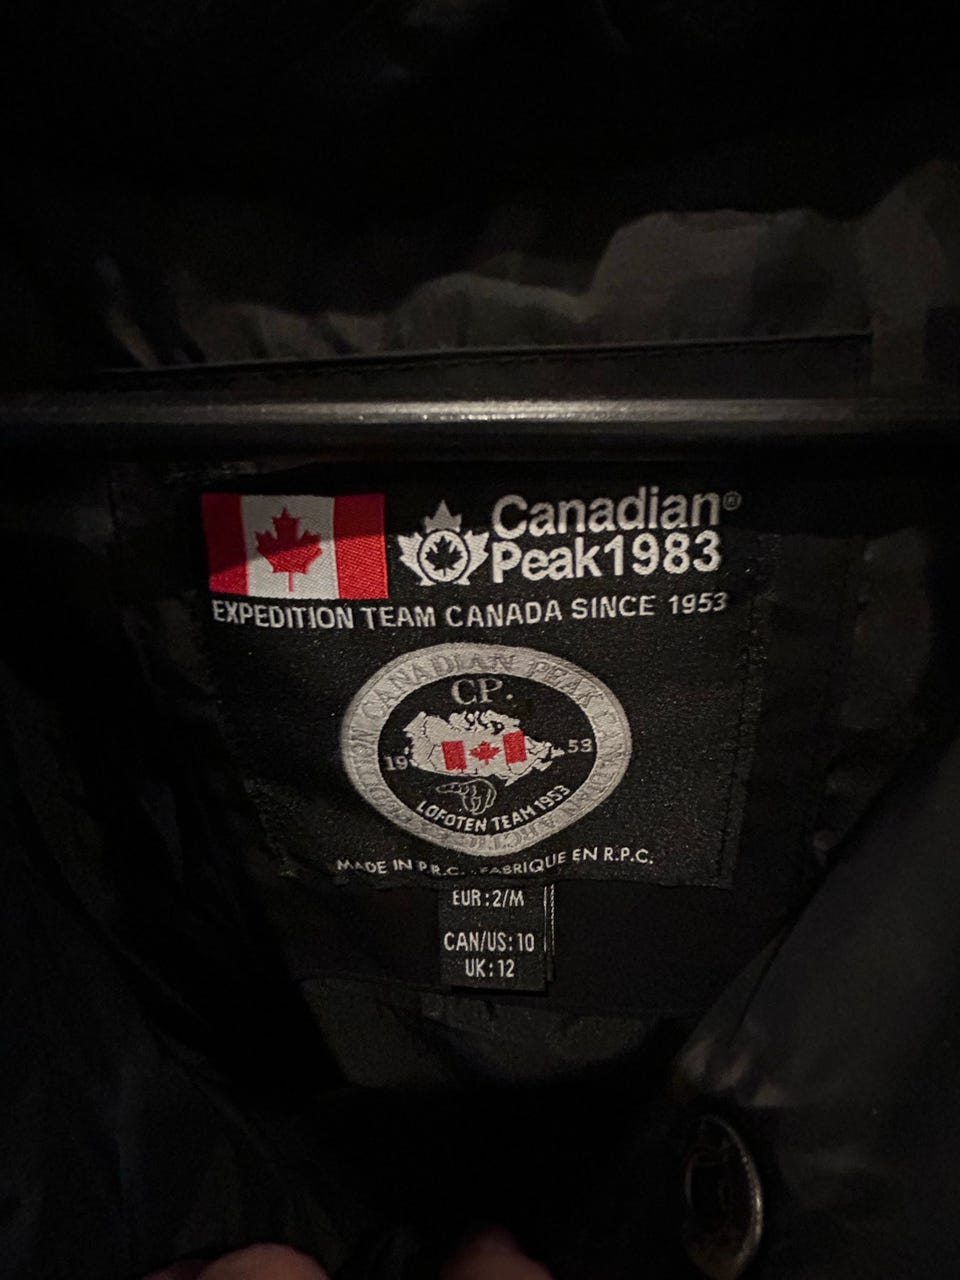 Canadian®
Peak1983
EXPEDITION TEAM CANADA SINCE 1953
CANADIAN PEAK
CP.
19 53
LOFOTEN TEAM 1953
MADE IN P.R.C. . FABRIQUE EN R.P.C.
EUR:2/M
CAN/US:10
UK:12